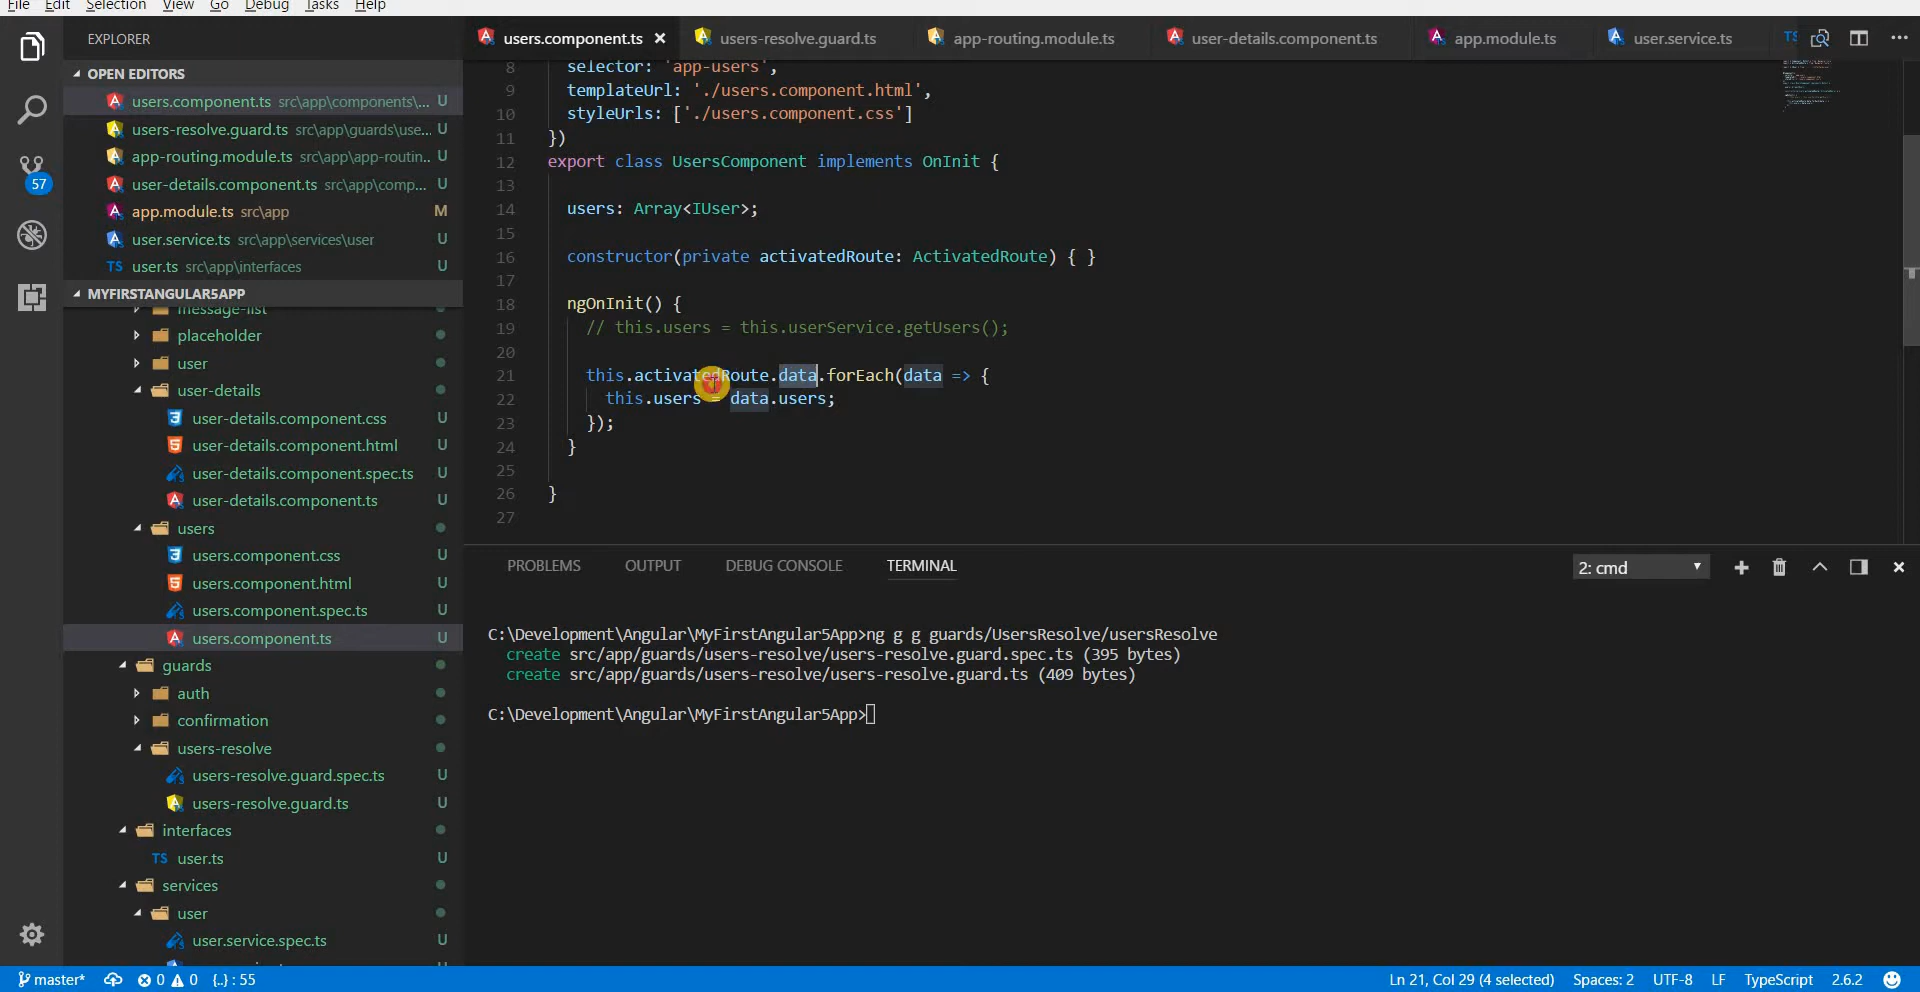 File Edit Selection View Go Debug Tasks Help
EXPLORER
OPEN EDITORS
users.component.ts src\app\components\... U
users-resolve.guard.ts src\app\guards\use... U
app-routing.module.ts src\app\app-routin... U
user-details.component.ts src\app\comp... U
app.module.ts src\app M
user.service.ts src\app\services\user U
TS user.ts src\app\interfaces U
57
MYFIRSTANGULAR5APP
message-list
placeholder
user
user-details
user-details.component.css U
user-details.component.html U
user-details.component.spec.ts U
user-details.component.ts U
users
users.component.css U
users.component.html U
users.component.spec.ts U
users.component.ts U
guards
auth
confirmation
users-resolve
users-resolve.guard.spec.ts U
users-resolve.guard.ts U
interfaces
TS user.ts U
services
user
user.service.spec.ts U
users.component.ts × users-resolve.guard.ts app-routing.module.ts user-details.component.ts app.module.ts user.service.ts TS
8 selector: 'app-users',
9 templateUrl: './users.component.html',
10 styleUrls: ['./users.component.css']
11 })
12 export class UsersComponent implements OnInit {
13
14 users: Array<IUser>;
15
16 constructor(private activatedRoute: ActivatedRoute) { }
17
18 ngOnInit() {
19 // this.users = this.userService.getUsers();
20
21 this.activatedRoute.data.forEach(data => {
22 this.users = data.users;
23 });
24 }
25
26 }
27
PROBLEMS OUTPUT DEBUG CONSOLE TERMINAL 2: cmd
C:\Development\Angular\MyFirstAngular5App>ng g g guards/UsersResolve/usersResolve
create src/app/guards/users-resolve/users-resolve.guard.spec.ts (395 bytes)
create src/app/guards/users-resolve/users-resolve.guard.ts (409 bytes)
C:\Development\Angular\MyFirstAngular5App>
master* 0 0 {..} : 55 Ln 21, Col 29 (4 selected) Spaces: 2 UTF-8 LF TypeScript 2.6.2